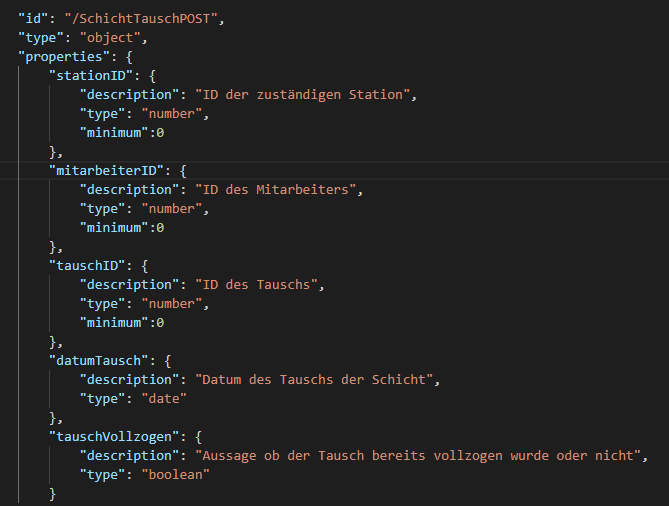 "id": "/SchichtTauschPOST",
"type": "object",
"properties": {
"stationID": {
"description": "ID der zuständigen Station",
"type": "number",
"minimum":0
},
"mitarbeiterID": {
"description": "ID des Mitarbeiters",
"type": "number",
"minimum":0
},
"tauschID": {
"description": "ID des Tauschs",
"type": "number",
"minimum":0
},
"datumTausch": {
"description": "Datum des Tauschs der Schicht",
"type": "date"
},
"tauschVollzogen": {
"description": "Aussage ob der Tausch bereits vollzogen wurde oder nicht",
"type": "boolean"
}